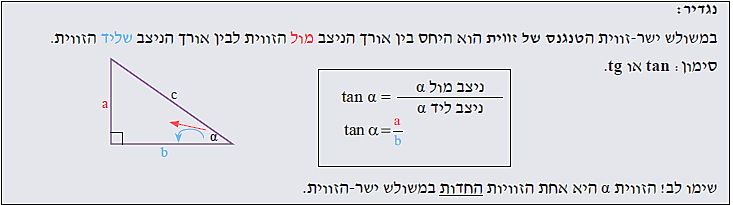 נגדיר:
במשולש ישר-זווית הטנגנס של זווית הוא היחס בין אורך הניצב מול הזווית לבין אורך הניצב שליד הזווית.
סימון: tan או tg.
a
c
α
b
tan α = ניצב מול α / ניצב ליד α
tan α = a / b
שימו לב! הזווית α היא אחת הזוויות החדות במשולש ישר-הזווית.